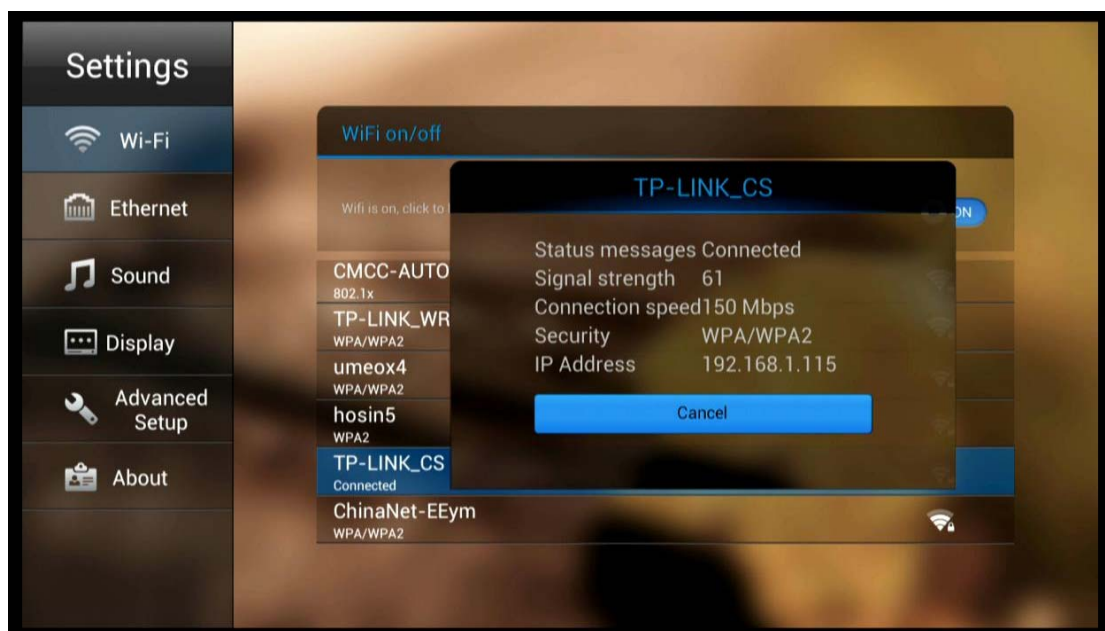 Settings
Wi-Fi
Ethernet
Sound
Display
Advanced
Setup
About
WiFi on/off
Wifi is on, click to
ON
CMCC-AUTO
802.1x
TP-LINK_WR
WPA/WPA2
umeox4
WPA/WPA2
hosin5
WPA2
TP-LINK_CS
Connected
ChinaNet-EEym
WPA/WPA2
TP-LINK_CS
Status messages Connected
Signal strength 61
Connection speed150 Mbps
Security WPA/WPA2
IP Address 192.168.1.115
Cancel